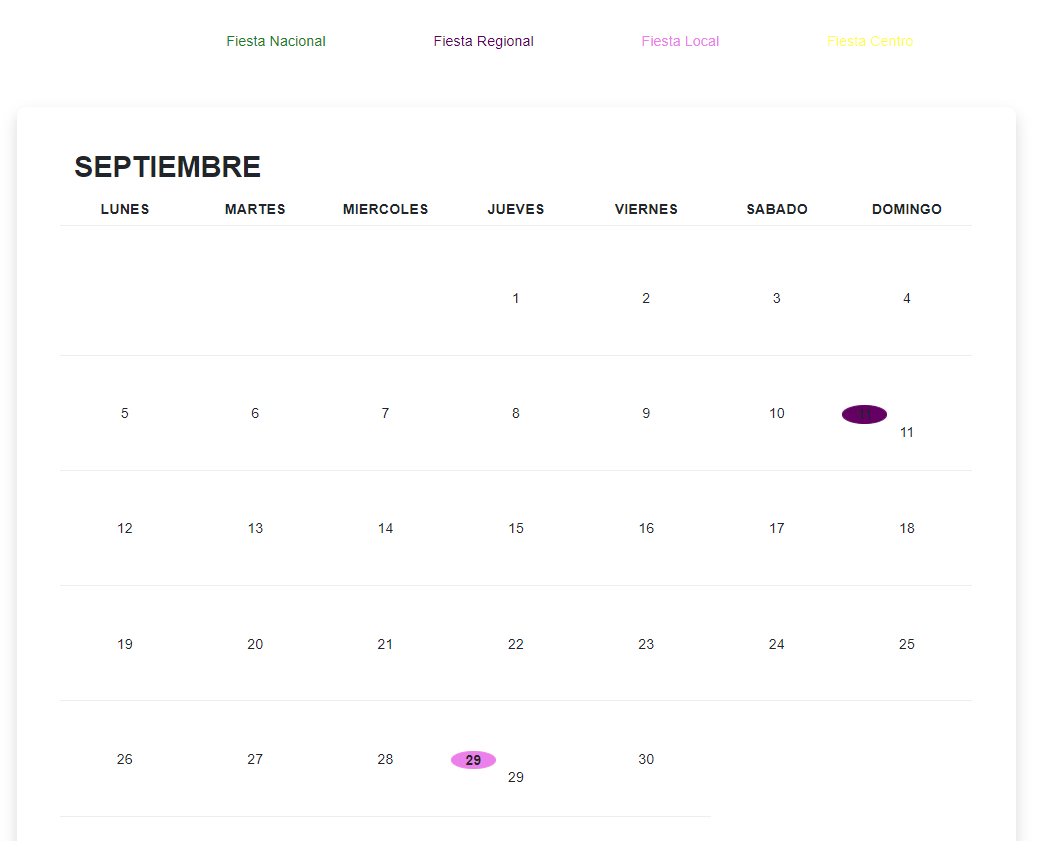 Fiesta Nacional Fiesta Regional Fiesta Local Fiesta Centro
SEPTIEMBRE
LUNES MARTES MIERCOLES JUEVES VIERNES SABADO DOMINGO
1 2 3 4
5 6 7 8 9 10 11
11
12 13 14 15 16 17 18
19 20 21 22 23 24 25
26 27 28 29 30
29